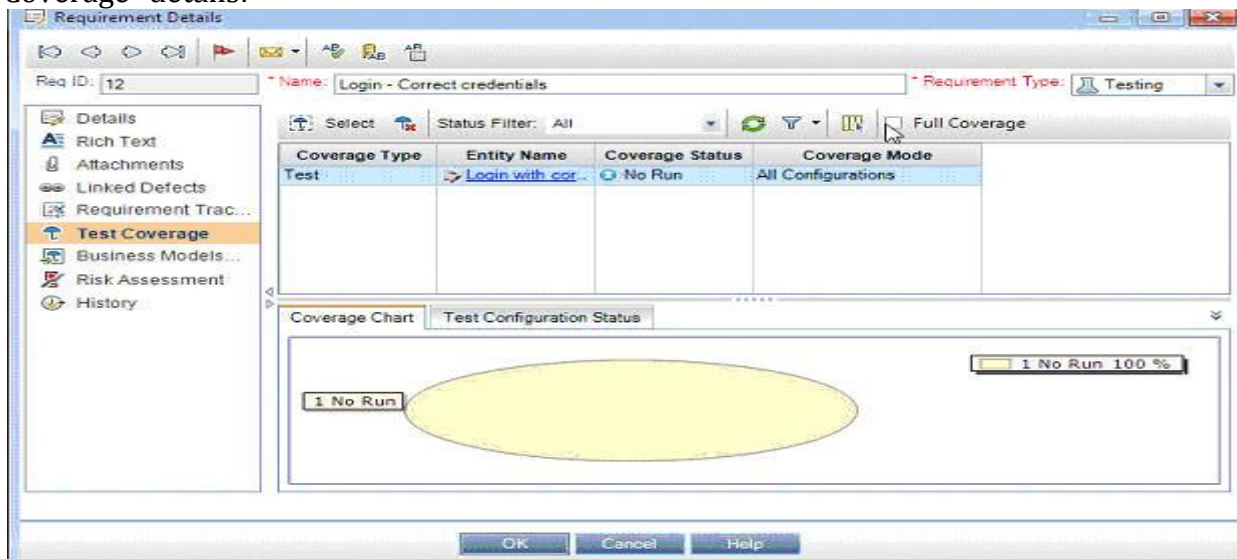 Coverage details.
Requirement Details
Req ID: 12 * Name: Login - Correct credentials * Requirement Type: Testing
Details
Rich Text
Attachments
Linked Defects
Requirement Trac...
Test Coverage
Business Models...
Risk Assessment
History
Select Status Filter: All Full Coverage
Coverage Type Entity Name Coverage Status Coverage Mode
Test Login with cor... No Run All Configurations
Coverage Chart Test Configuration Status
1 No Run 100 %
1 No Run
OK Cancel Help